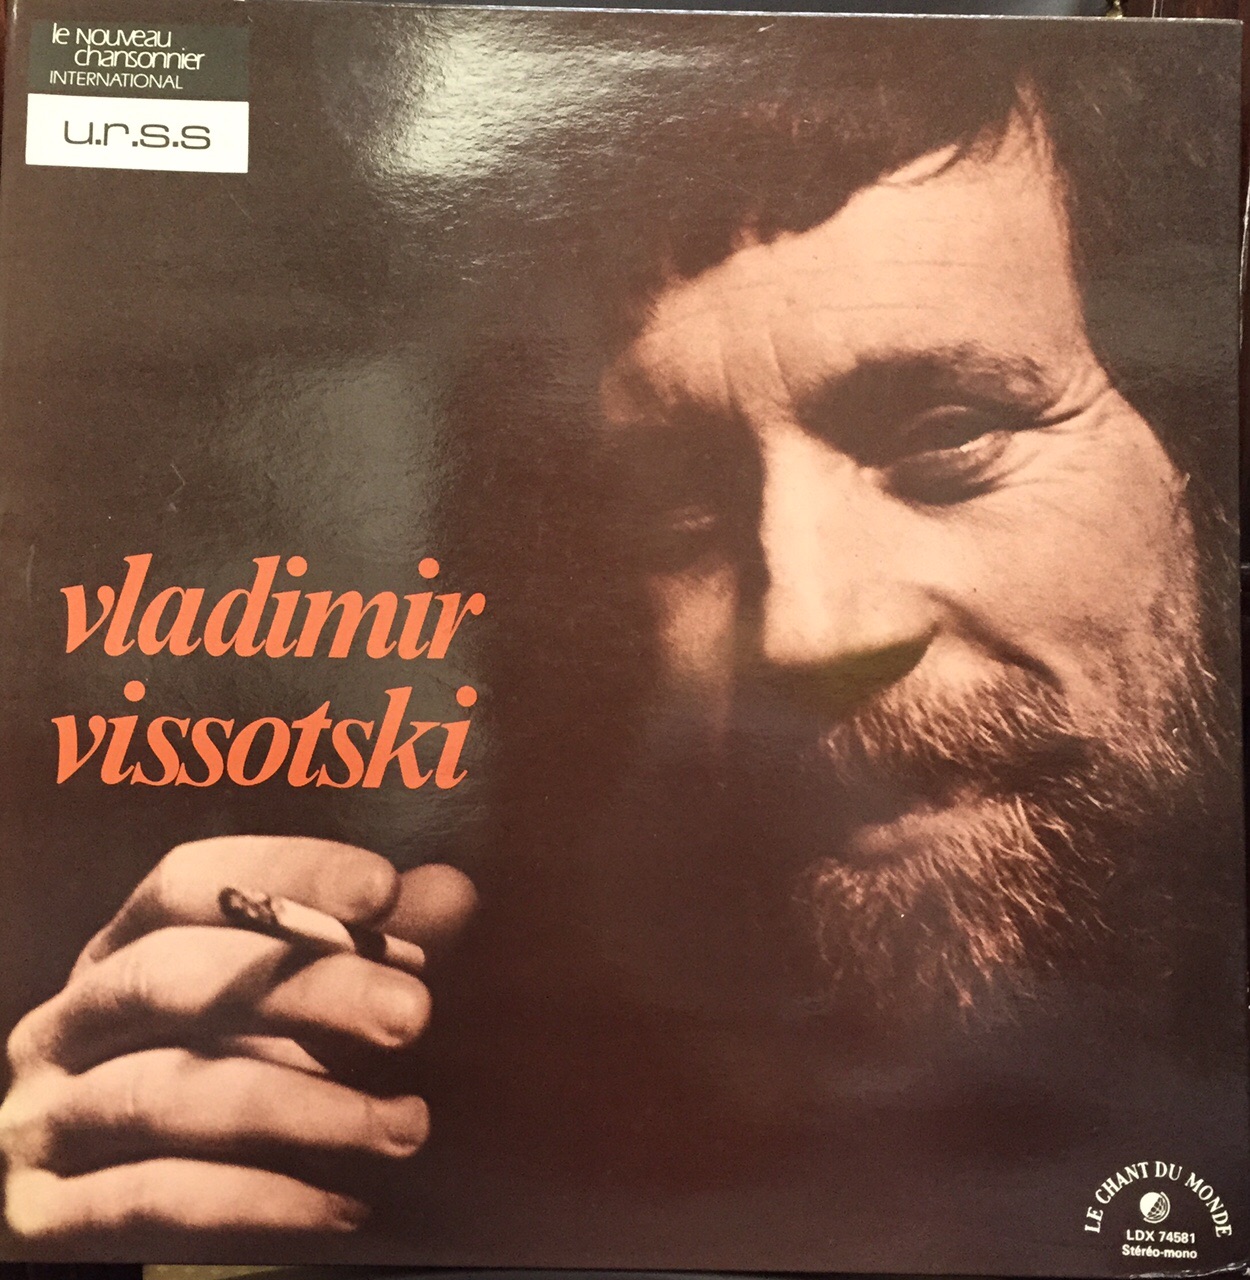 le Nouveau
chansonnier
INTERNATIONAL
u.r.s.s
vladimir
vissotski
LE CHANT DU MONDE
LDX 74581
Stéréo-mono